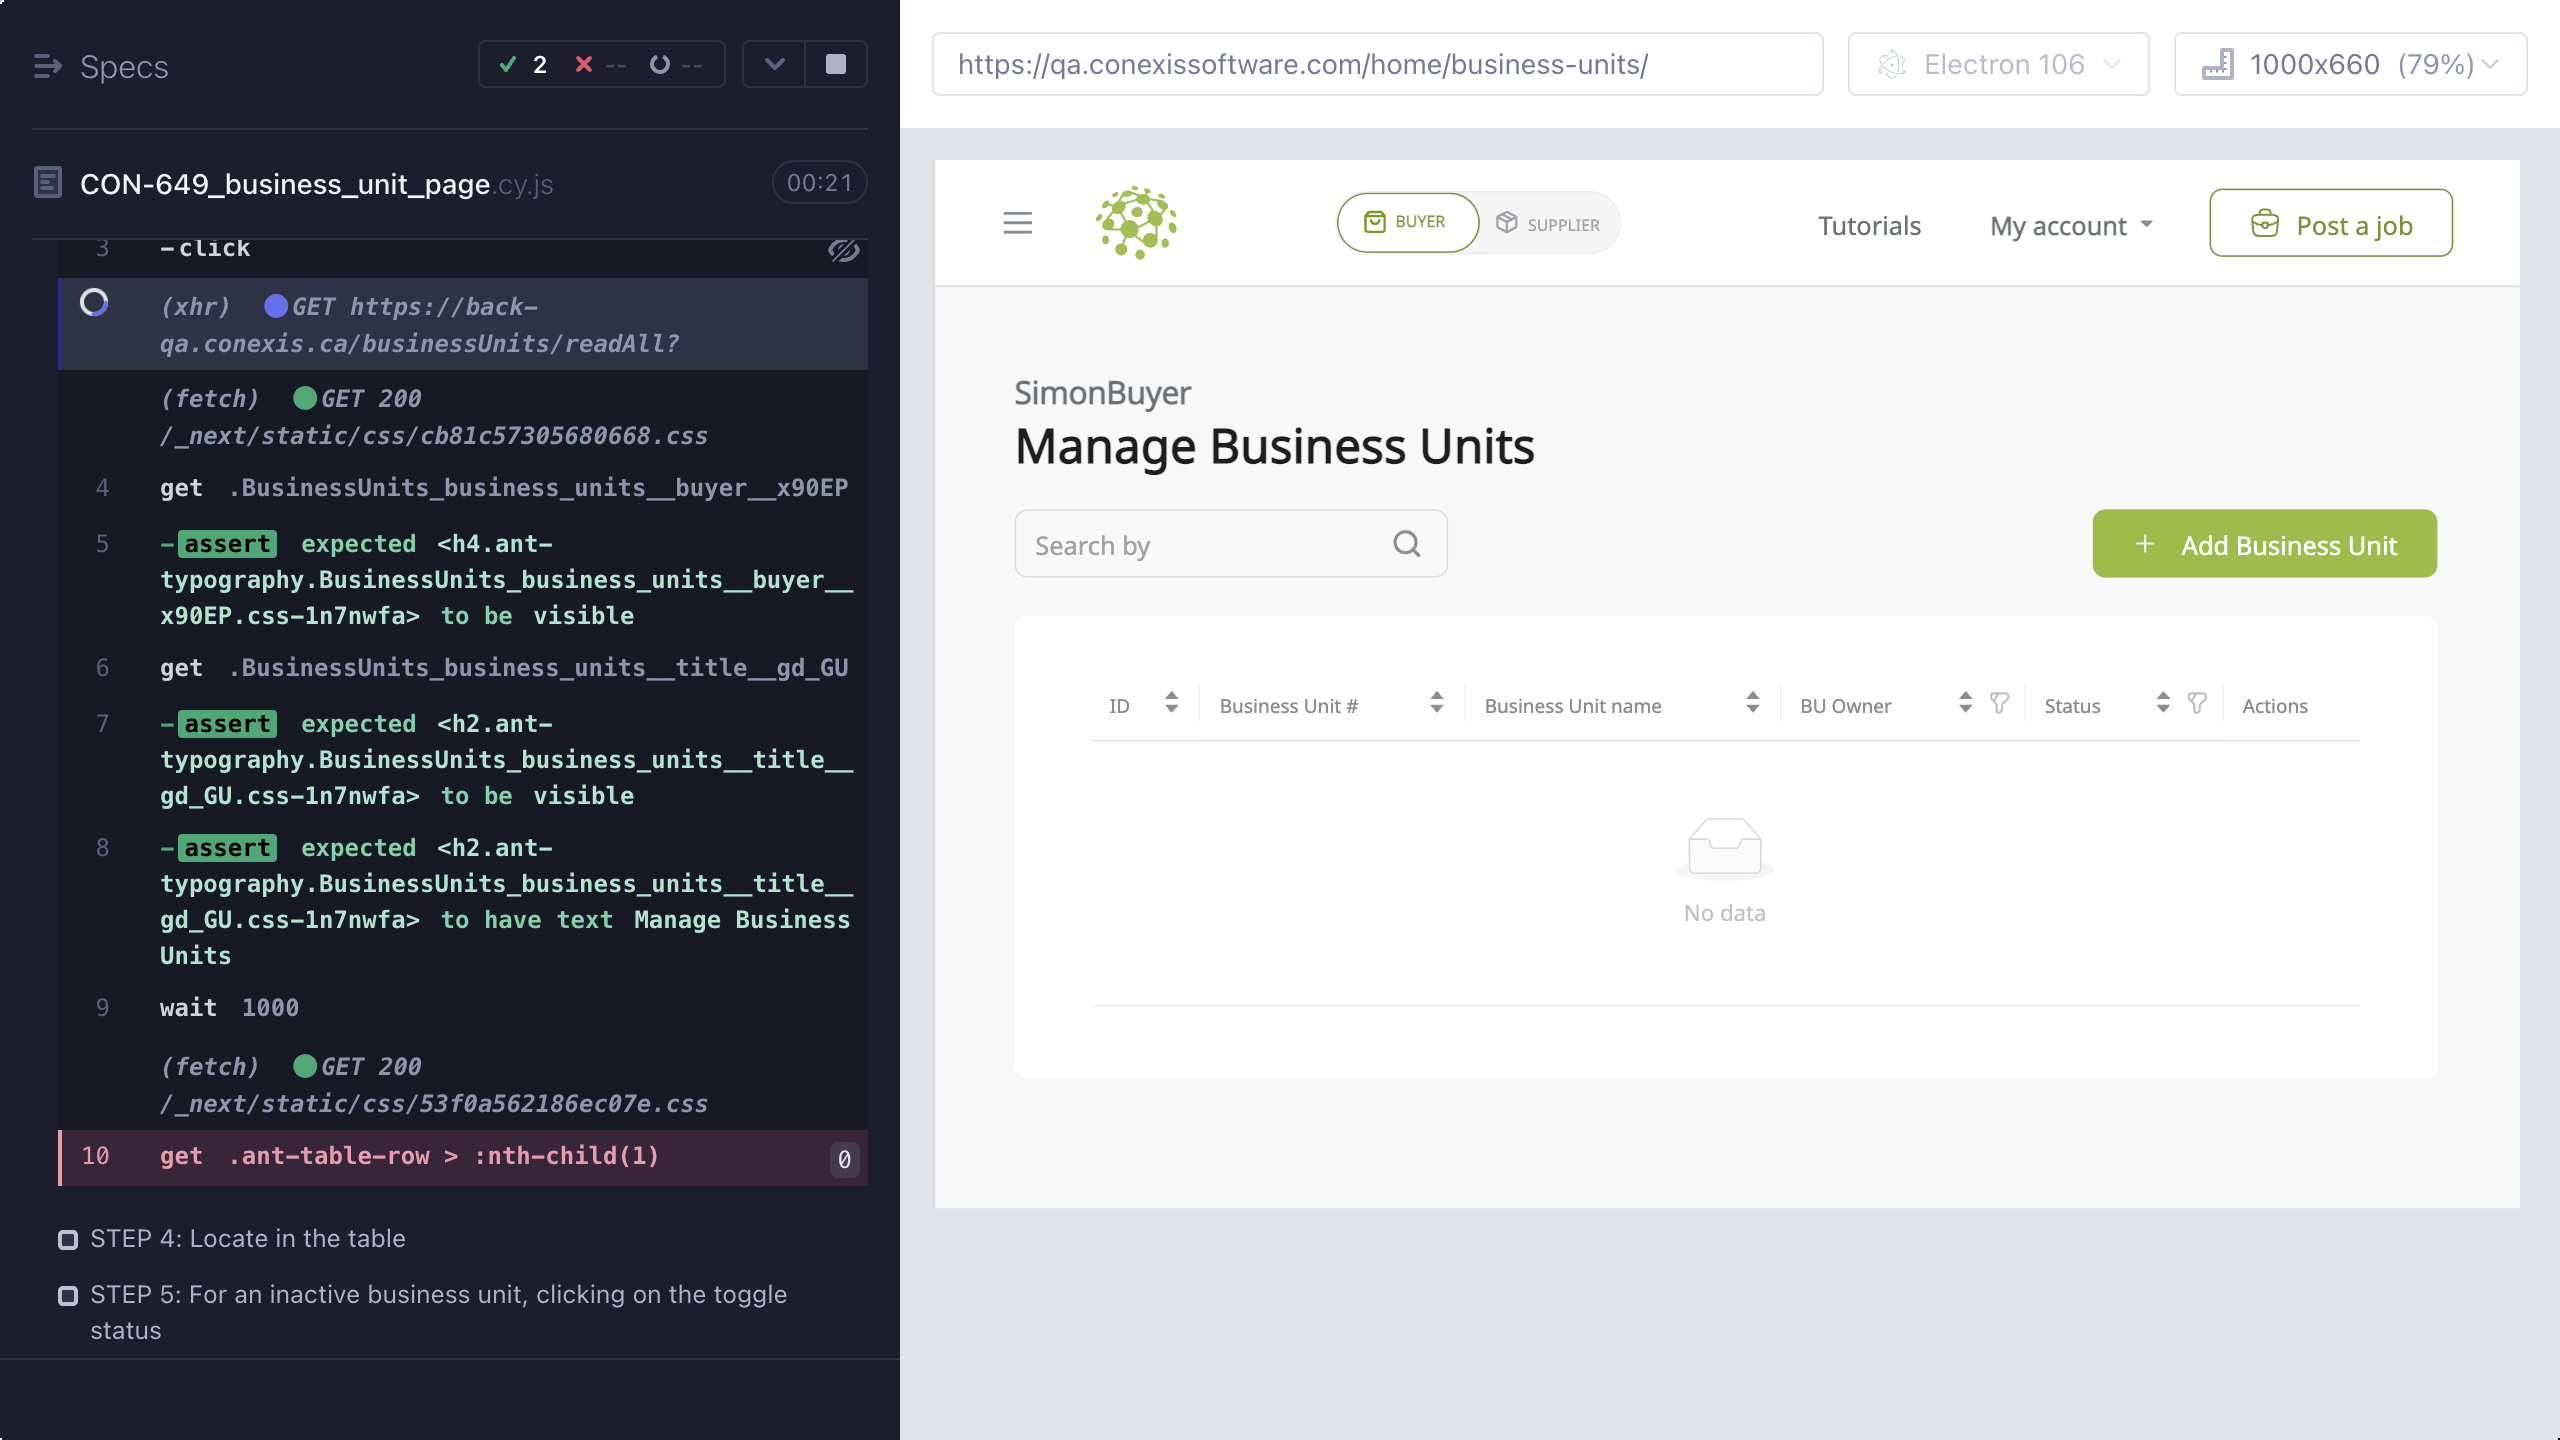 Specs
2 -- --
CON-649_business_unit_page.cy.js
00:21
3 -click
(xhr) GET https://back-
qa.conexis.ca/businessUnits/readAll?
(fetch) GET 200
/_next/static/css/cb81c57305680668.css
4 get .BusinessUnits_business_units__buyer__x90EP
5 -assert expected <h4.ant-
typography.BusinessUnits_business_units__buyer__
x90EP.css-1n7nwfa> to be visible
6 get .BusinessUnits_business_units__title__gd_GU
7 -assert expected <h2.ant-
typography.BusinessUnits_business_units__title__
gd_GU.css-1n7nwfa> to be visible
8 -assert expected <h2.ant-
typography.BusinessUnits_business_units__title__
gd_GU.css-1n7nwfa> to have text Manage Business
Units
9 wait 1000
(fetch) GET 200
/_next/static/css/53f0a562186ec07e.css
10 get .ant-table-row > :nth-child(1) 0
STEP 4: Locate in the table
STEP 5: For an inactive business unit, clicking on the toggle
status
https://qa.conexissoftware.com/home/business-units/
Electron 106
1000x660 (79%)
BUYER
SUPPLIER
Tutorials
My account
Post a job
SimonBuyer
Manage Business Units
Search by
+ Add Business Unit
ID Business Unit # Business Unit name BU Owner Status Actions
No data